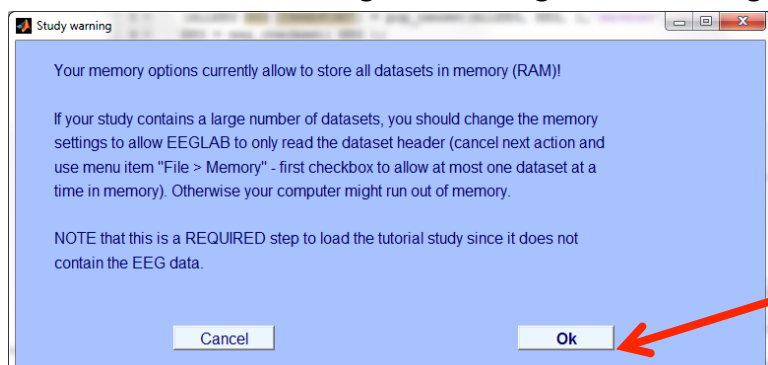 Study warning
Your memory options currently allow to store all datasets in memory (RAM)!
If your study contains a large number of datasets, you should change the memory
settings to allow EEGLAB to only read the dataset header (cancel next action and
use menu item "File > Memory" - first checkbox to allow at most one dataset at a
time in memory). Otherwise your computer might run out of memory.
NOTE that this is a REQUIRED step to load the tutorial study since it does not
contain the EEG data.
Cancel
Ok